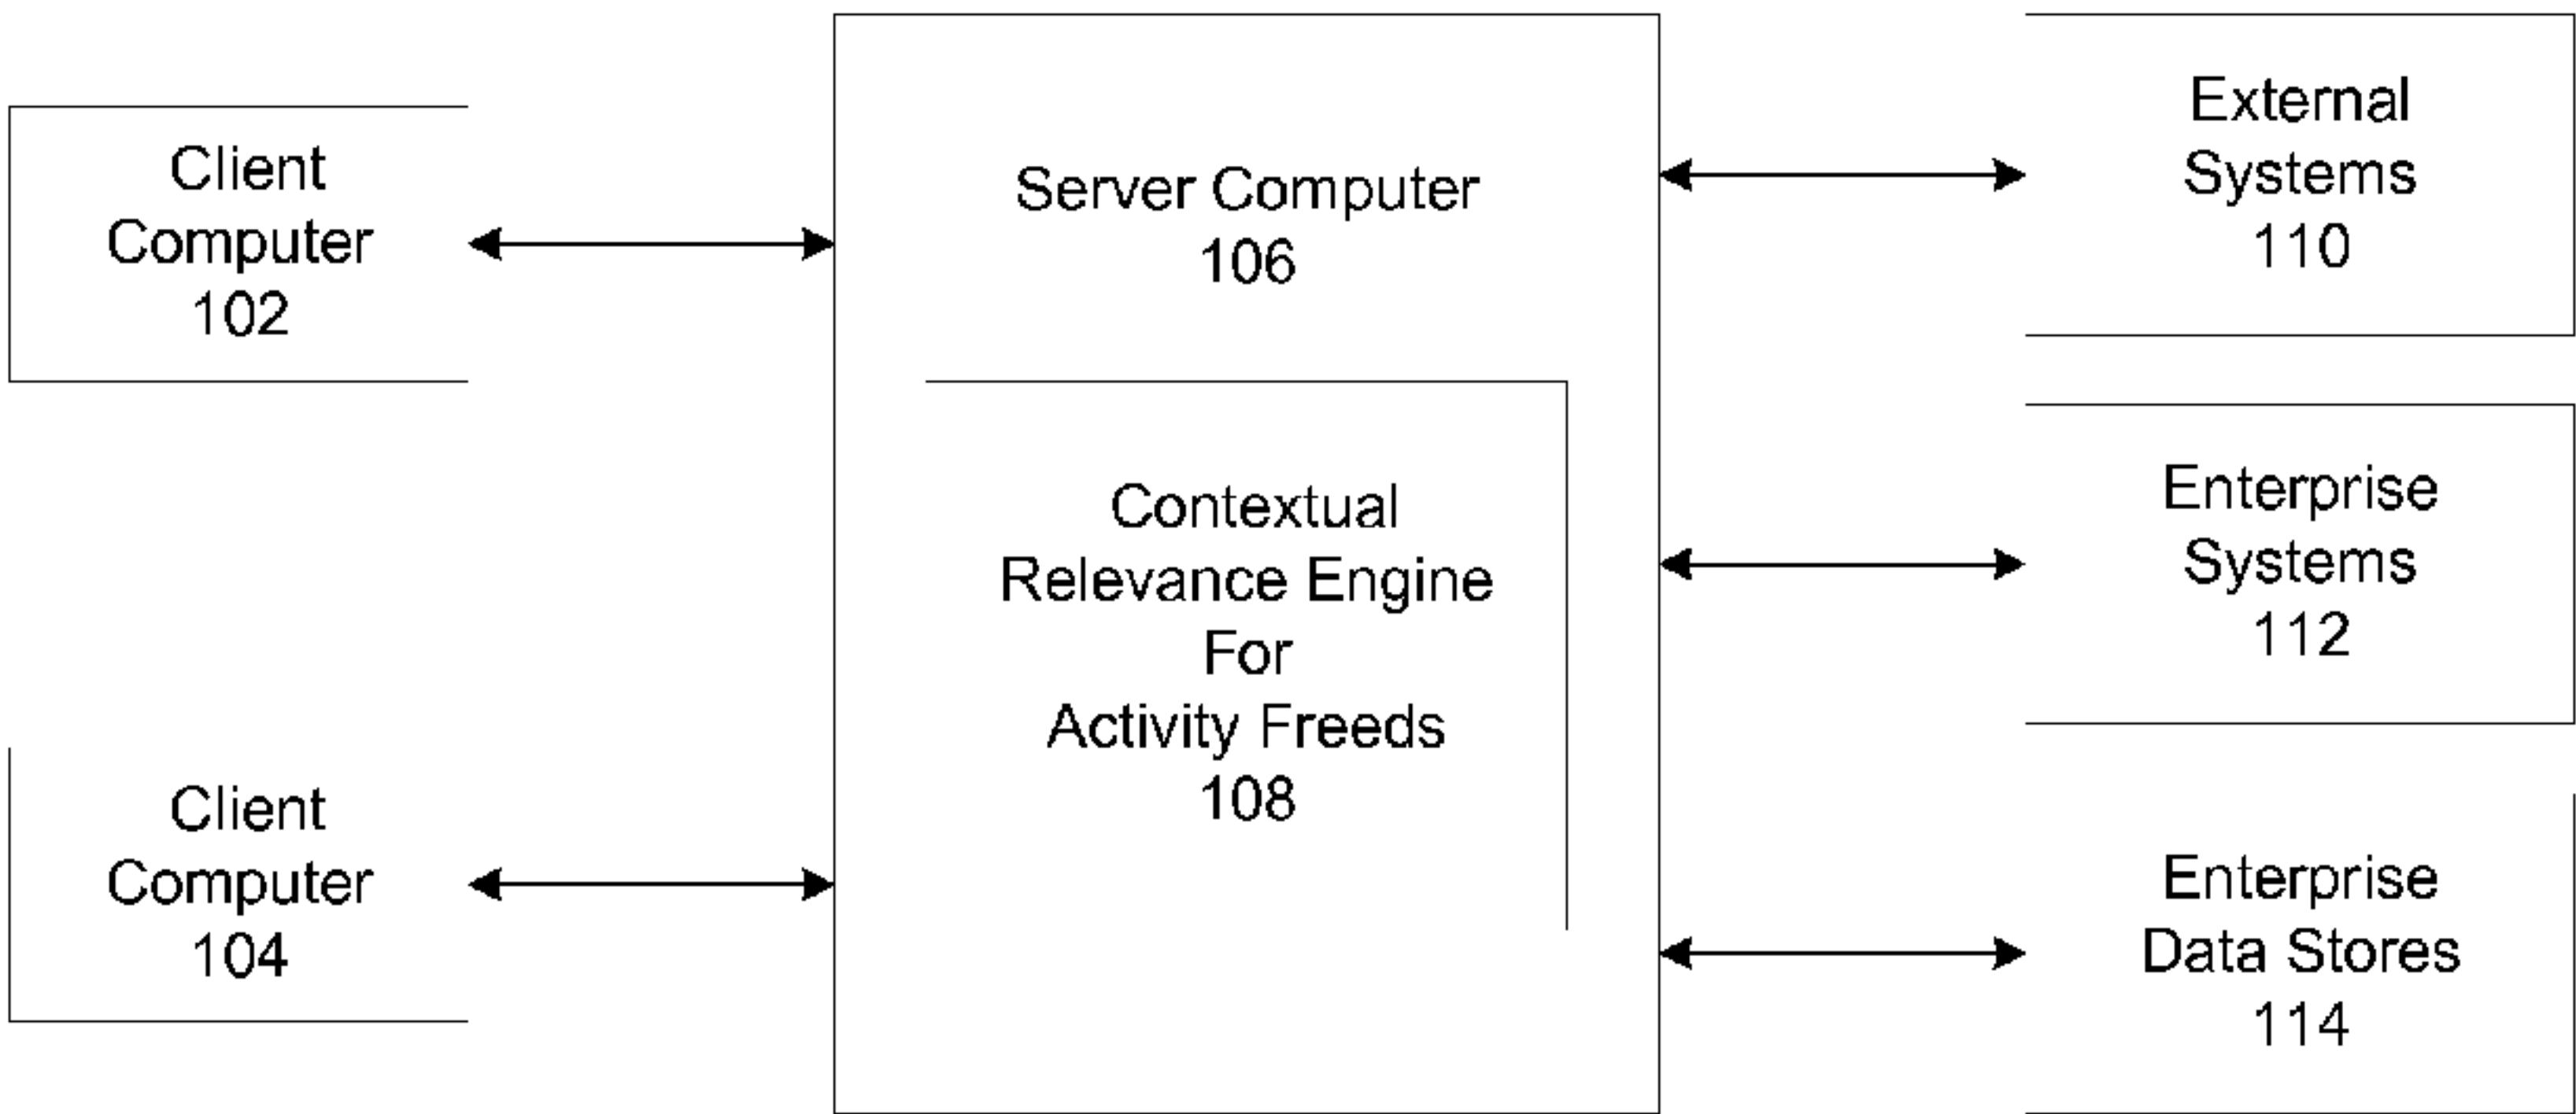 Client
Computer
102
Client
Computer
104
Server Computer
106
Contextual
Relevance Engine
For
Activity Freeds
108
External
Systems
110
Enterprise
Systems
112
Enterprise
Data Stores
114